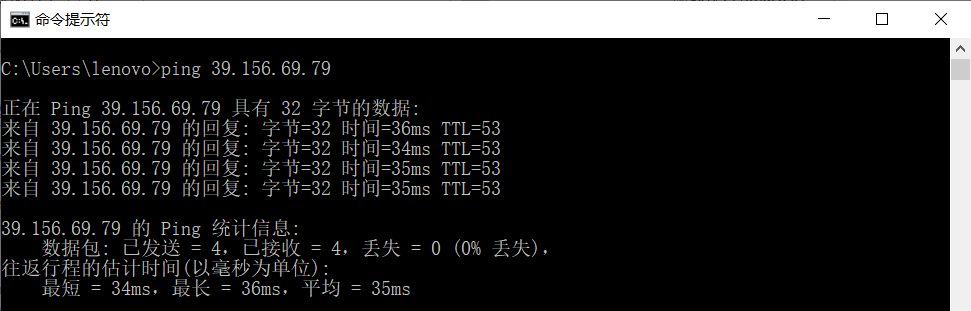 命令提示符
C:\Users\lenovo>ping 39.156.69.79
正在 Ping 39.156.69.79 具有 32 字节的数据:
来自 39.156.69.79 的回复: 字节=32 时间=36ms TTL=53
来自 39.156.69.79 的回复: 字节=32 时间=34ms TTL=53
来自 39.156.69.79 的回复: 字节=32 时间=35ms TTL=53
来自 39.156.69.79 的回复: 字节=32 时间=35ms TTL=53
39.156.69.79 的 Ping 统计信息:
数据包: 已发送 = 4，已接收 = 4，丢失 = 0 (0% 丢失)，
往返行程的估计时间(以毫秒为单位):
最短 = 34ms，最长 = 36ms，平均 = 35ms